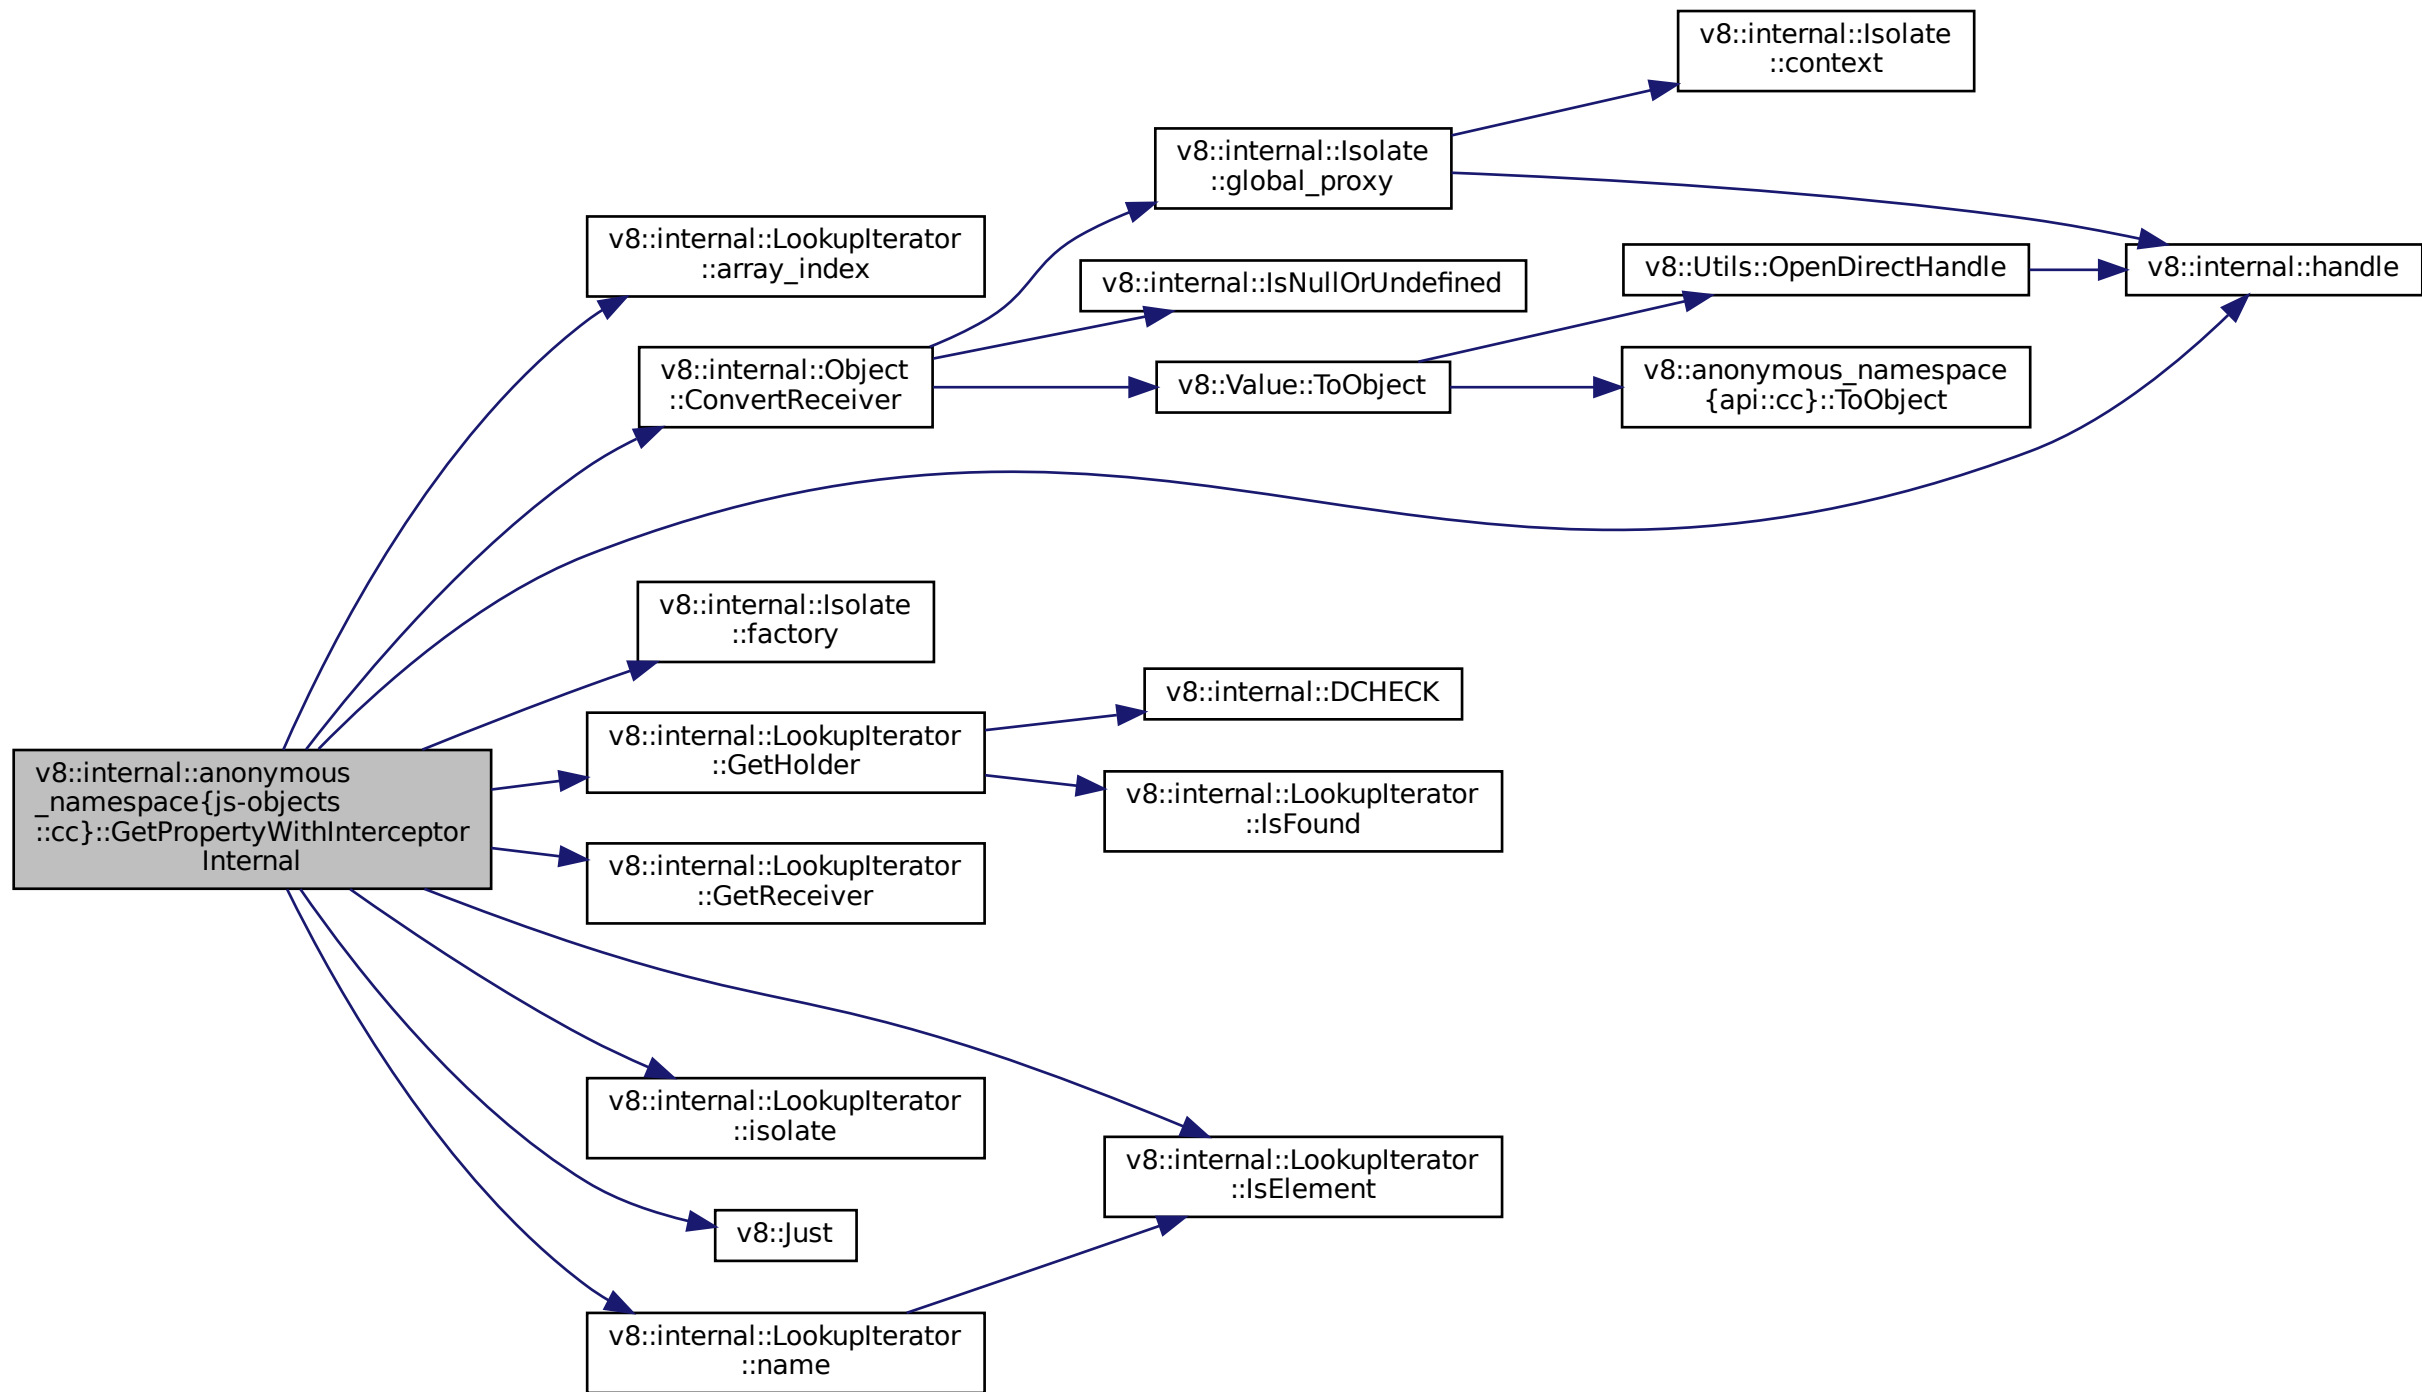 v8::internal::Isolate
::context
v8::internal::Isolate
::global_proxy
v8::internal::LookupIterator
::array_index
v8::internal::IsNullOrUndefined
v8::Utils::OpenDirectHandle
v8::internal::handle
v8::internal::Object
::ConvertReceiver
v8::Value::ToObject
v8::anonymous_namespace
{api::cc}::ToObject
v8::internal::Isolate
::factory
v8::internal::DCHECK
v8::internal::LookupIterator
::GetHolder
v8::internal::LookupIterator
::IsFound
v8::internal::anonymous
_namespace{js-objects
::cc}::GetPropertyWithInterceptor
Internal
v8::internal::LookupIterator
::GetReceiver
v8::internal::LookupIterator
::isolate
v8::internal::LookupIterator
::IsElement
v8::Just
v8::internal::LookupIterator
::name